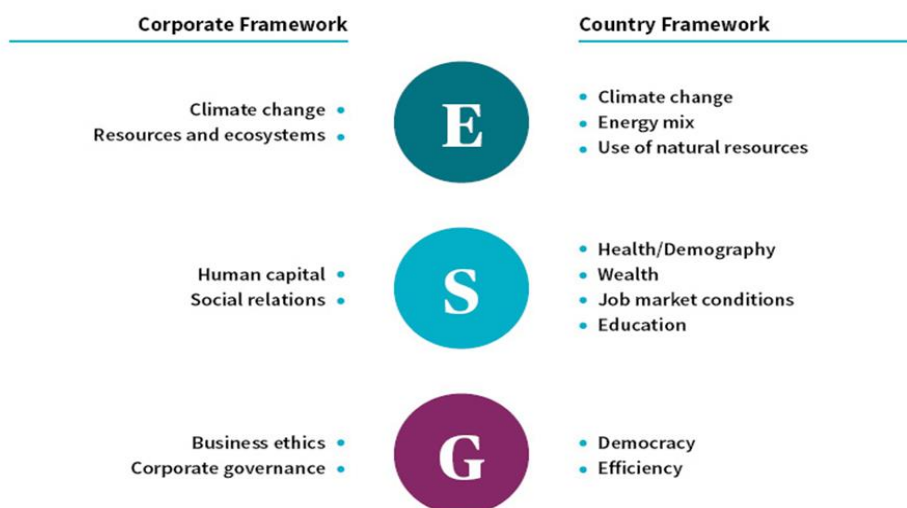 Corporate Framework
Country Framework
Climate change
Resources and ecosystems
E
Climate change
Energy mix
Use of natural resources
Human capital
Social relations
S
Health/Demography
Wealth
Job market conditions
Education
Business ethics
Corporate governance
G
Democracy
Efficiency